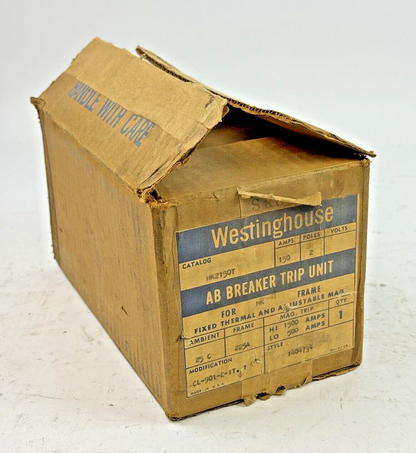 HANDLE WITH CARE
Westinghouse
CATALOG AMPS. POLES VOLTS
150 2
AB BREAKER TRIP UNIT
FOR FRAME
FIXED THERMAL AND ADJUSTABLE MAG.
AMBIENT FRAME MAG. TRIP QTY
HI 1500 AMPS 1
LO 500 AMPS
25 C 225A
STYLE
MODIFICATION